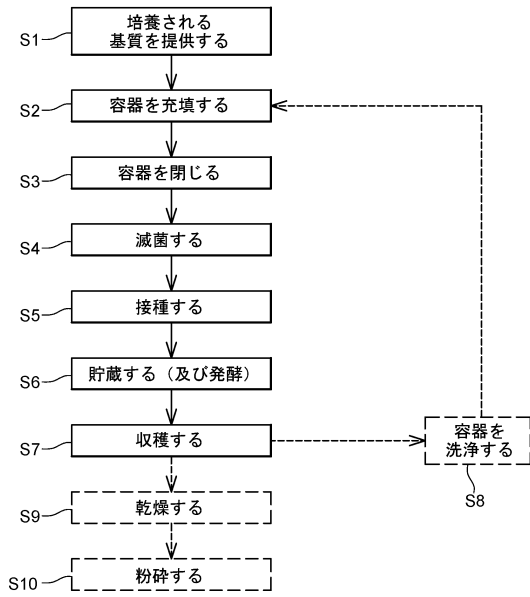 S1
培養される
基質を提供する
S2
容器を充填する
S3
容器を閉じる
S4
滅菌する
S5
接種する
S6
貯蔵する（及び発酵）
S7
収穫する
容器を
洗浄する
S8
S9
乾燥する
S10
粉砕する